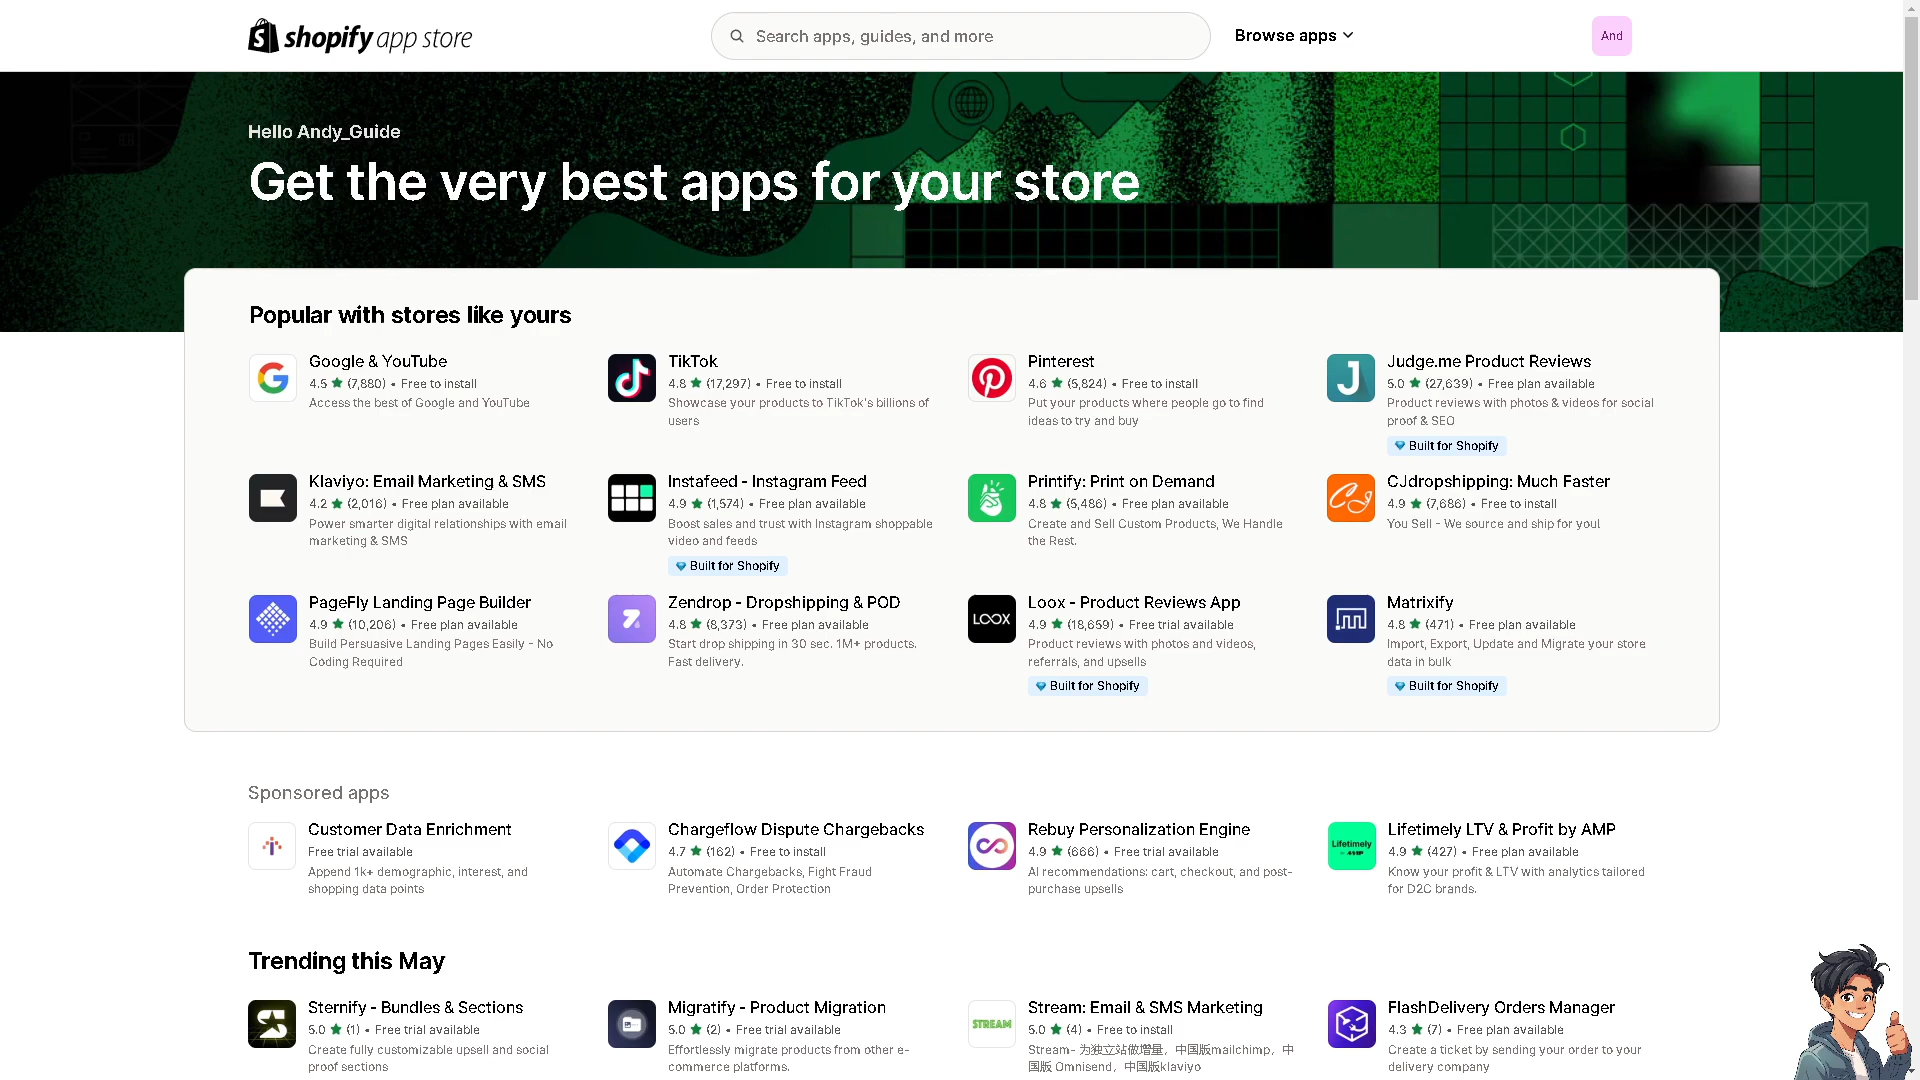 shopify app store
Search apps, guides, and more
Browse apps
And
Hello Andy_Guide
Get the very best apps for your store
Popular with stores like yours
Google & YouTube
4.5 ★ (7,880) • Free to install
Access the best of Google and YouTube
TikTok
4.8 ★ (17,297) • Free to install
Showcase your products to TikTok's billions of
users
Pinterest
4.6 ★ (5,824) • Free to install
Put your products where people go to find
ideas to try and buy
Judge.me Product Reviews
5.0 ★ (27,639) • Free plan available
Product reviews with photos & videos for social
proof & SEO
Built for Shopify
Klaviyo: Email Marketing & SMS
4.2 ★ (2,016) • Free plan available
Power smarter digital relationships with email
marketing & SMS
Instafeed - Instagram Feed
4.9 ★ (1,574) • Free plan available
Boost sales and trust with Instagram shoppable
video and feeds
Built for Shopify
Printify: Print on Demand
4.8 ★ (5,486) • Free plan available
Create and Sell Custom Products, We Handle
the Rest.
CJdropshipping: Much Faster
4.9 ★ (7,686) • Free to install
You Sell - We source and ship for you!
PageFly Landing Page Builder
4.9 ★ (10,206) • Free plan available
Build Persuasive Landing Pages Easily - No
Coding Required
Zendrop - Dropshipping & POD
4.8 ★ (8,373) • Free plan available
Start drop shipping in 30 sec. 1M+ products.
Fast delivery.
LOOX
Loox - Product Reviews App
4.9 ★ (18,659) • Free trial available
Product reviews with photos and videos,
referrals, and upsells
Built for Shopify
Matrixify
4.8 ★ (471) • Free plan available
Import, Export, Update and Migrate your store
data in bulk
Built for Shopify
Sponsored apps
Customer Data Enrichment
Free trial available
Append 1k+ demographic, interest, and
shopping data points
Chargeflow Dispute Chargebacks
4.7 ★ (162) • Free to install
Automate Chargebacks, Fight Fraud
Prevention, Order Protection
Rebuy Personalization Engine
4.9 ★ (666) • Free trial available
AI recommendations: cart, checkout, and post-
purchase upsells
Lifetimely
Lifetimely LTV & Profit by AMP
4.9 ★ (427) • Free plan available
Know your profit & LTV with analytics tailored
for D2C brands.
Trending this May
Sternify - Bundles & Sections
5.0 ★ (1) • Free trial available
Create fully customizable upsell and social
proof sections
Migratify - Product Migration
5.0 ★ (2) • Free trial available
Effortlessly migrate products from other e-
commerce platforms.
STREAM
Stream: Email & SMS Marketing
5.0 ★ (4) • Free to install
Stream- 为独立站做增量，中国版mailchimp，中
国版 Omnisend，中国版klaviyo
FlashDelivery Orders Manager
4.3 ★ (7) • Free plan available
Create a ticket by sending your order to your
delivery company